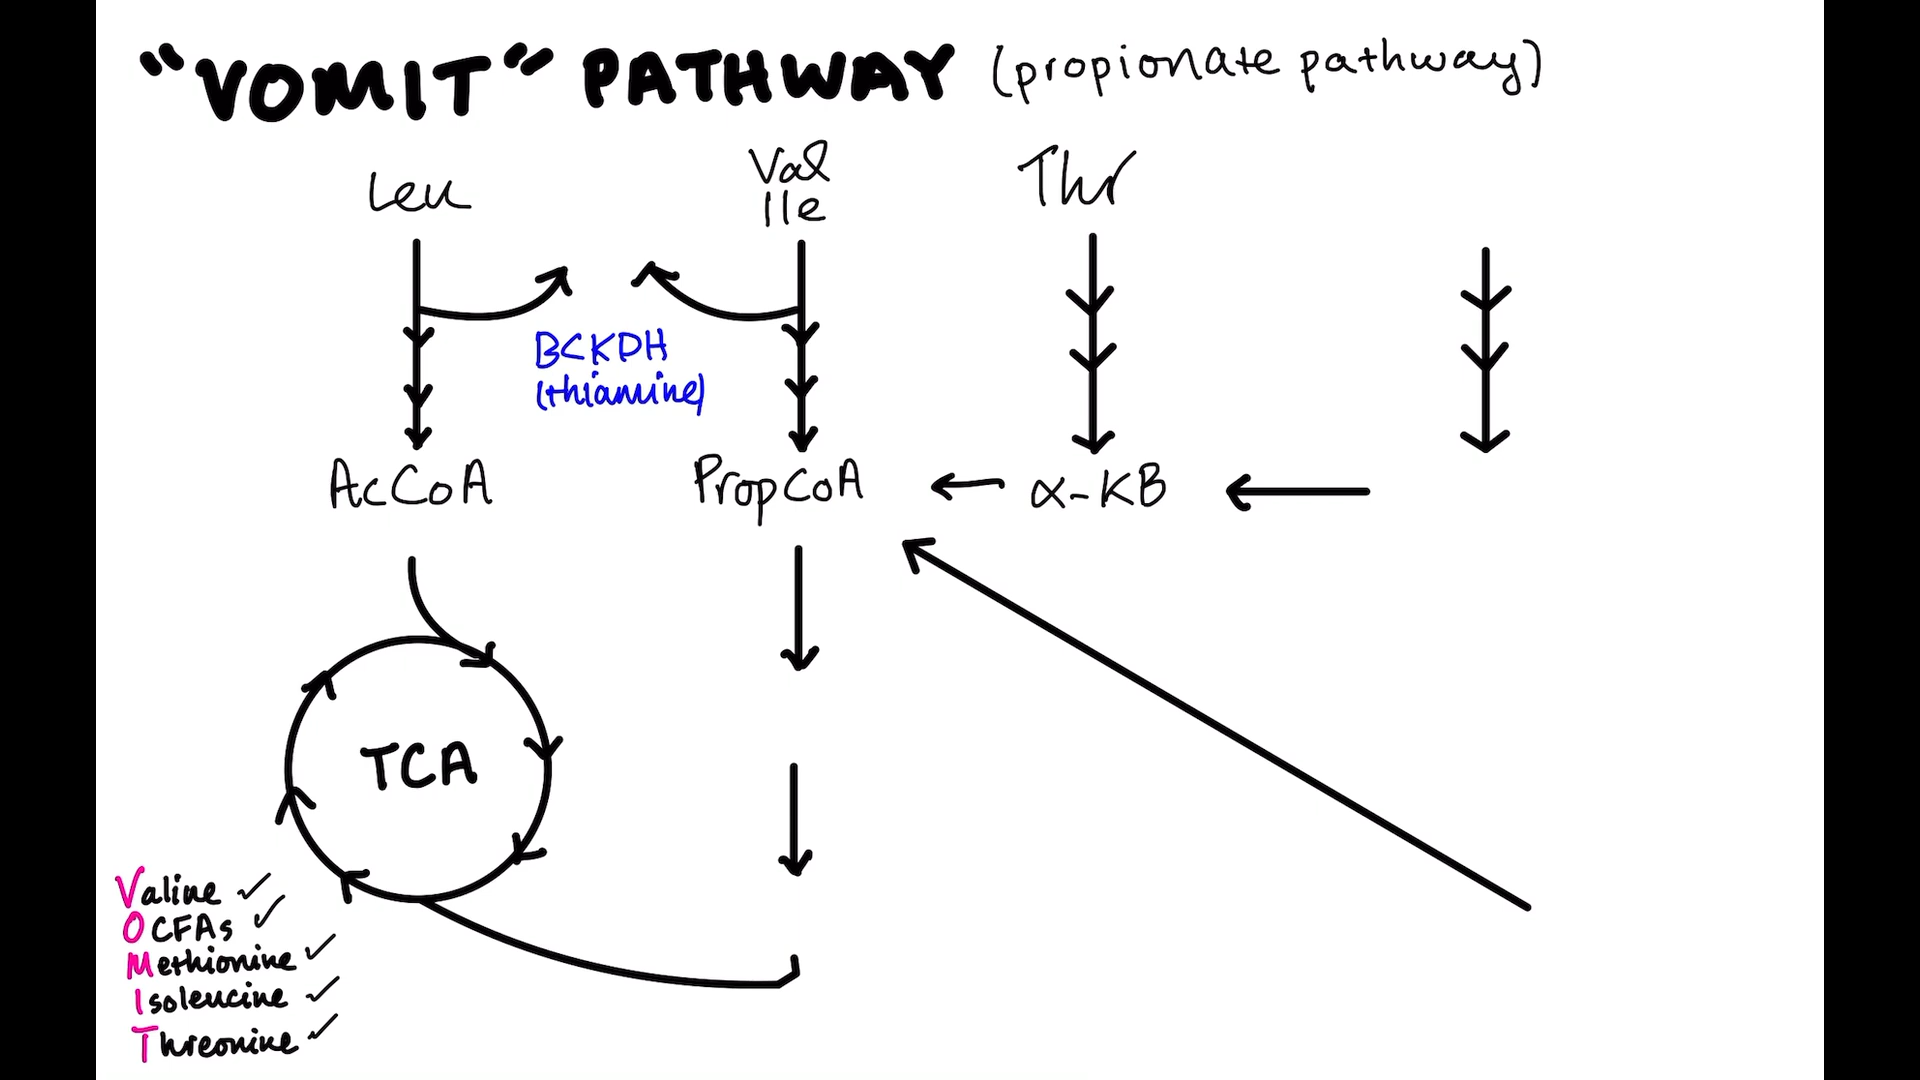 "VOMIT" PATHWAY (propionate pathway)
Leu
Val
Ile
Thr
BCKDH
(thiamine)
AcCoA
PropCoA
α-KB
TCA
Valine ✓
OCFAs ✓
Methionine ✓
Isoleucine ✓
Threonine ✓